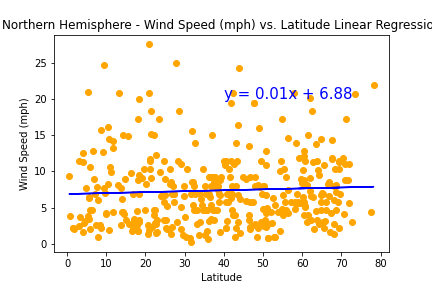 Northern Hemisphere - Wind Speed (mph) vs. Latitude Linear Regressio
Wind Speed (mph)
25
20
15
10
5
0
y = 0.01x + 6.88
0 10 20 30 40 50 60 70 80
Latitude